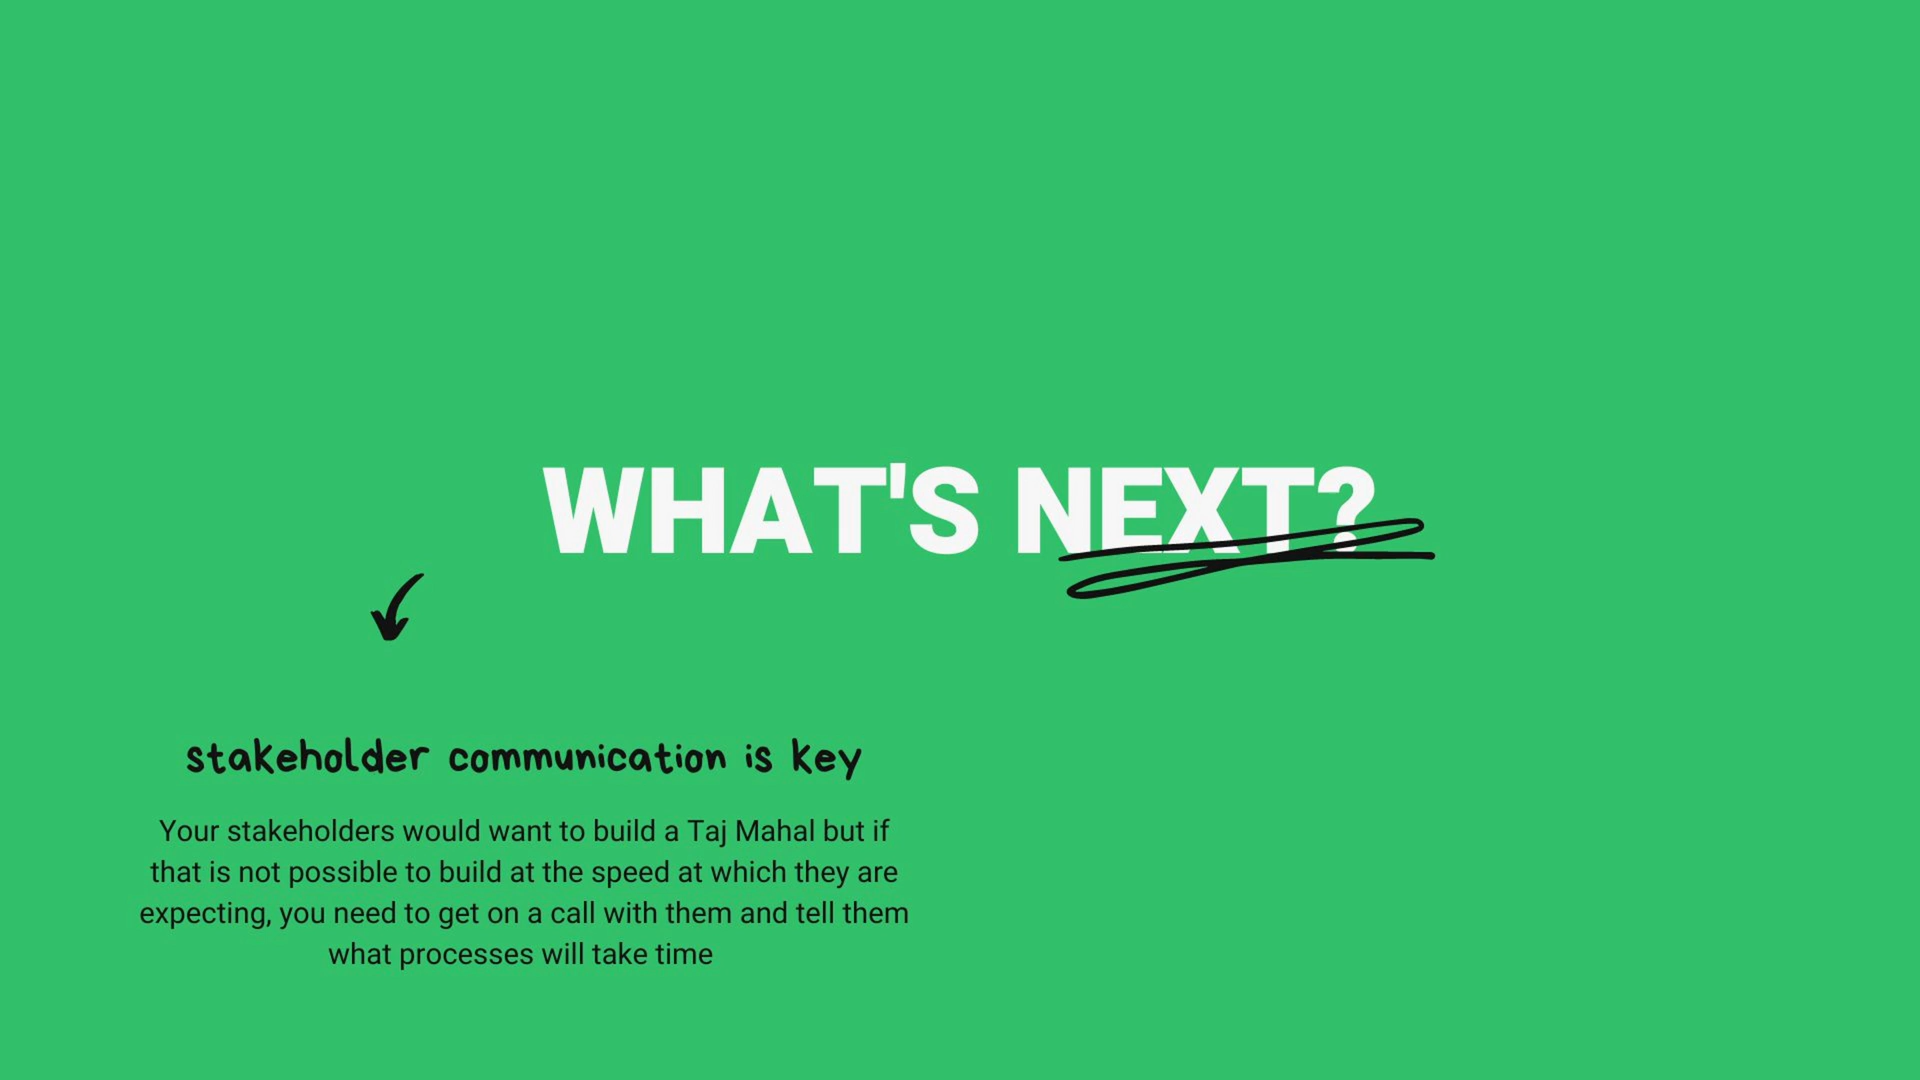 WHAT'S NEXT?
stakeholder communication is key
Your stakeholders would want to build a Taj Mahal but if
that is not possible to build at the speed at which they are
expecting, you need to get on a call with them and tell them
what processes will take time